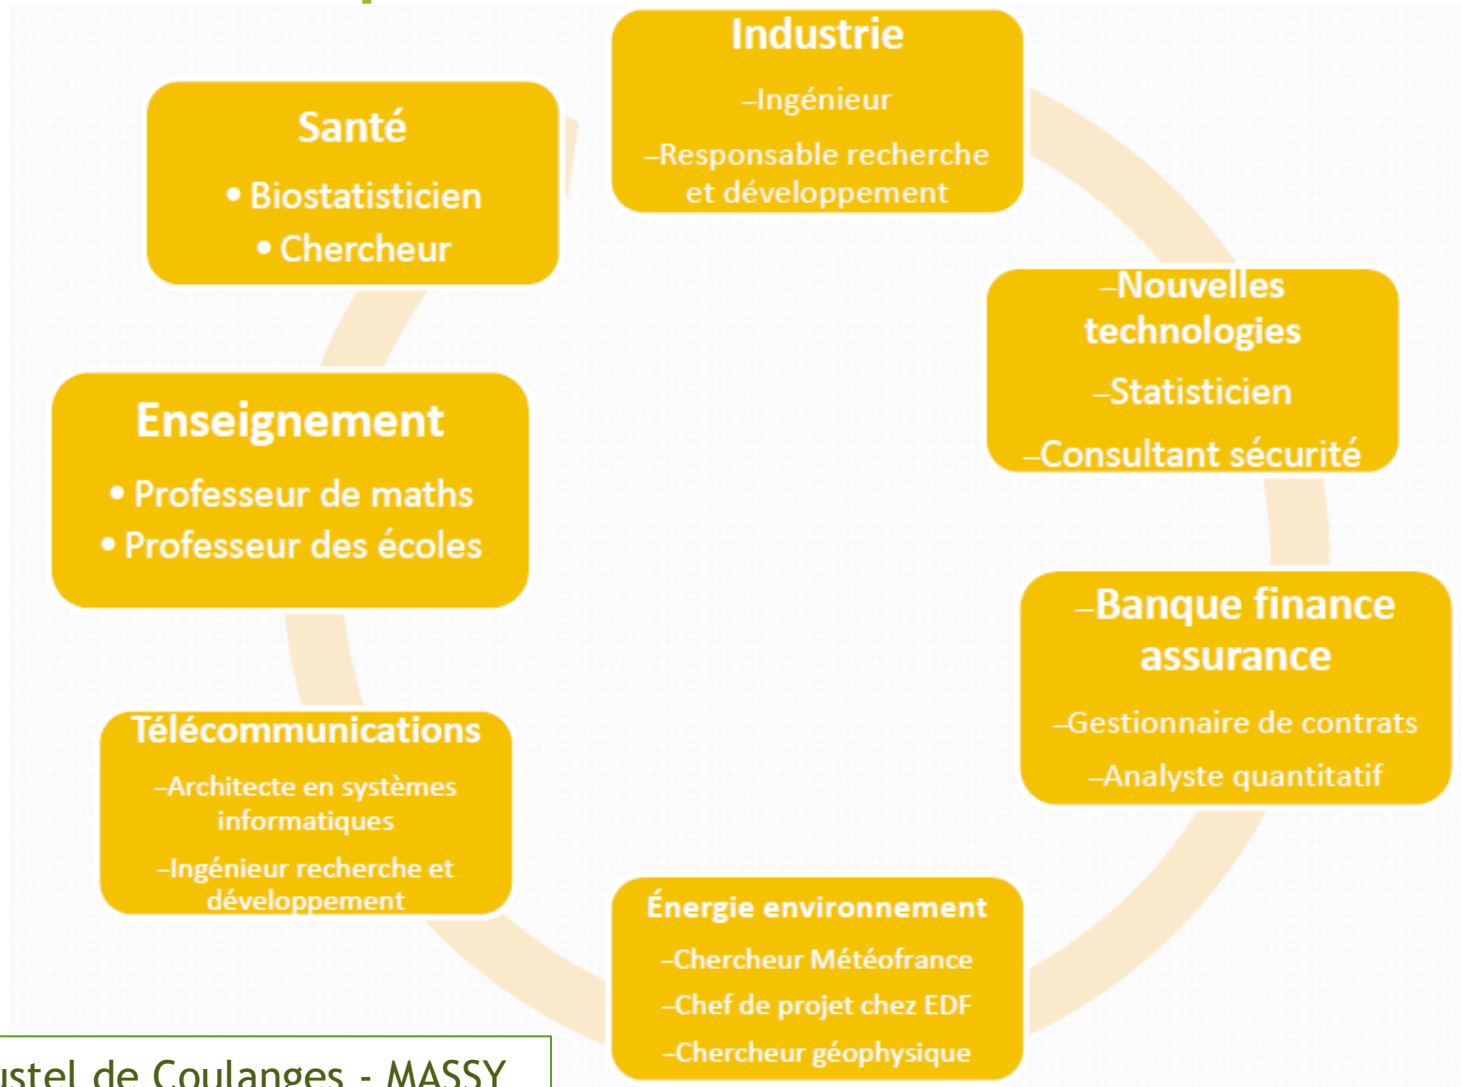 Industrie
–Ingénieur
–Responsable recherche
et développement
–Nouvelles
technologies
–Statisticien
–Consultant sécurité
–Banque finance
assurance
–Gestionnaire de contrats
–Analyste quantitatif
Énergie environnement
–Chercheur Météofrance
–Chef de projet chez EDF
–Chercheur géophysique
Télécommunications
–Architecte en systèmes
informatiques
–Ingénieur recherche et
développement
Enseignement
• Professeur de maths
• Professeur des écoles
Santé
• Biostatisticien
• Chercheur
ustel de Coulanges - MASSY